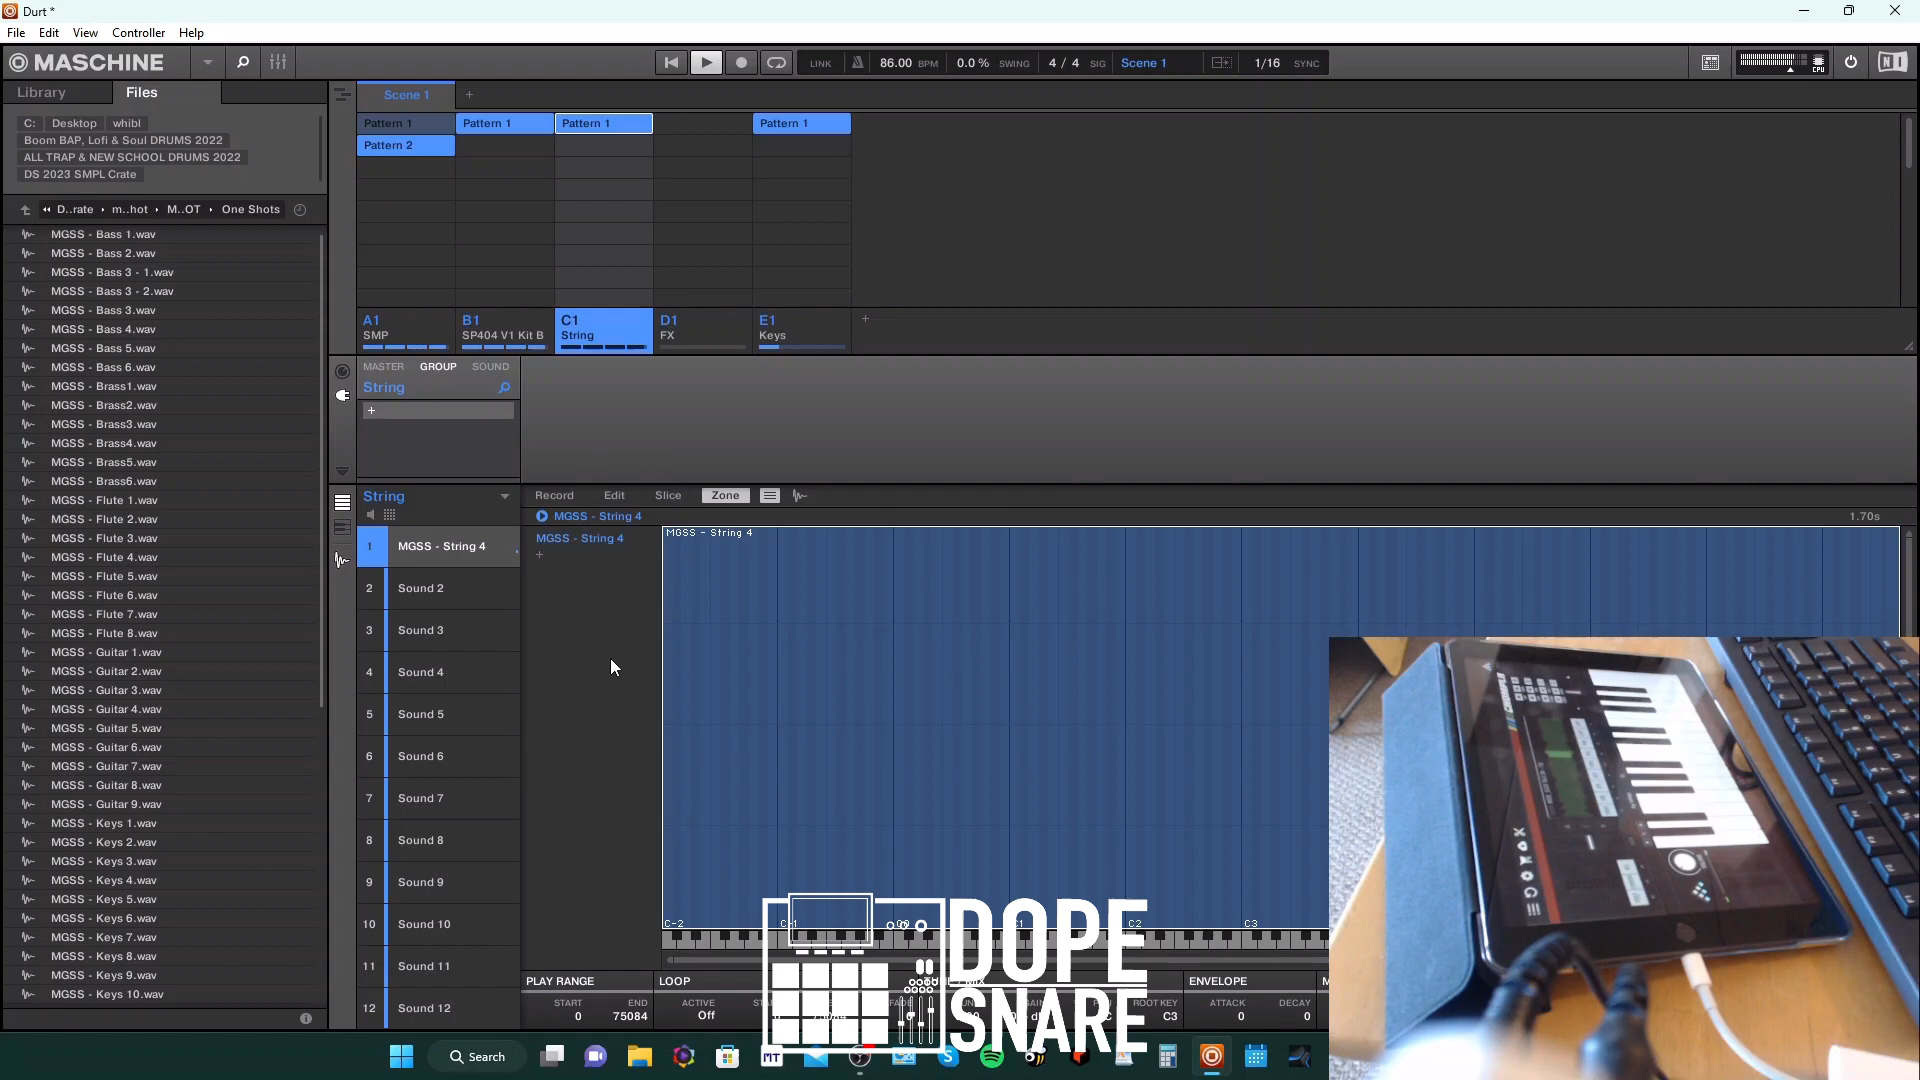 Durt *
File Edit View Controller Help
MASCHINE
LINK 86.00 BPM 0.0 % SWING 4 / 4 SIG Scene 1 1/16 SYNC
CPU
NI
Library Files
C: Desktop whibl
Boom BAP, Lofi & Soul DRUMS 2022
ALL TRAP & NEW SCHOOL DRUMS 2022
DS 2023 SMPL Crate
D..rate m..hot M..OT One Shots
MGSS - Bass 1.wav
MGSS - Bass 2.wav
MGSS - Bass 3 - 1.wav
MGSS - Bass 3 - 2.wav
MGSS - Bass 3.wav
MGSS - Bass 4.wav
MGSS - Bass 5.wav
MGSS - Bass 6.wav
MGSS - Brass1.wav
MGSS - Brass2.wav
MGSS - Brass3.wav
MGSS - Brass4.wav
MGSS - Brass5.wav
MGSS - Brass6.wav
MGSS - Flute 1.wav
MGSS - Flute 2.wav
MGSS - Flute 3.wav
MGSS - Flute 4.wav
MGSS - Flute 5.wav
MGSS - Flute 6.wav
MGSS - Flute 7.wav
MGSS - Flute 8.wav
MGSS - Guitar 1.wav
MGSS - Guitar 2.wav
MGSS - Guitar 3.wav
MGSS - Guitar 4.wav
MGSS - Guitar 5.wav
MGSS - Guitar 6.wav
MGSS - Guitar 7.wav
MGSS - Guitar 8.wav
MGSS - Guitar 9.wav
MGSS - Keys 1.wav
MGSS - Keys 2.wav
MGSS - Keys 3.wav
MGSS - Keys 4.wav
MGSS - Keys 5.wav
MGSS - Keys 6.wav
MGSS - Keys 7.wav
MGSS - Keys 8.wav
MGSS - Keys 9.wav
MGSS - Keys 10.wav
Scene 1 +
Pattern 1 Pattern 1 Pattern 1 Pattern 1
Pattern 2
A1 B1 C1 D1 E1 +
SMP SP404 V1 Kit B String FX Keys
MASTER GROUP SOUND
String
+
String
Record Edit Slice Zone
MGSS - String 4 1.70s
1 MGSS - String 4
2 Sound 2
3 Sound 3
4 Sound 4
5 Sound 5
6 Sound 6
7 Sound 7
8 Sound 8
9 Sound 9
10 Sound 10
11 Sound 11
12 Sound 12
MGSS - String 4
+
MGSS - String 4
C-2 C2 C3
PLAY RANGE LOOP ENVELOPE
START END ACTIVE ROOT KEY ATTACK DECAY
0 75084 Off C3 0 0
DOPE
SNARE
Search
MT